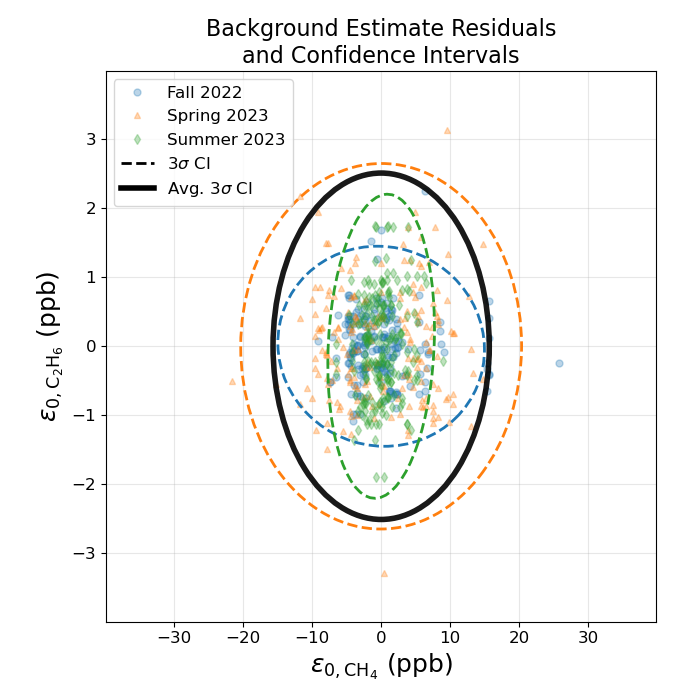 Background Estimate Residuals
and Confidence Intervals
Fall 2022
Spring 2023
Summer 2023
3σ CI
Avg. 3σ CI
3
2
1
0
−1
−2
−3
ε0, C2H6 (ppb)
−30 −20 −10 0 10 20 30
ε0, CH4 (ppb)